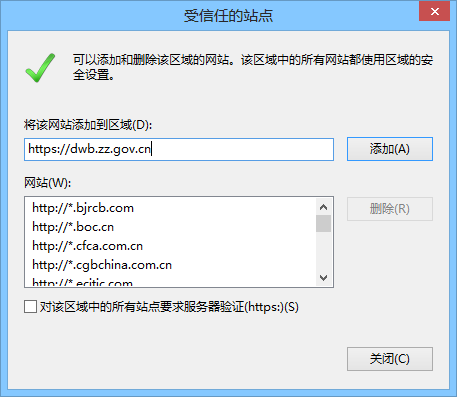 受信任的站点
可以添加和删除该区域的网站。该区域中的所有网站都使用区域的安
全设置。
将该网站添加到区域(D):
https://dwb.zz.gov.cn
添加(A)
网站(W):
http://*.bjrcb.com
删除(R)
http://*.boc.cn
http://*.cfca.com.cn
http://*.cgbchina.com.cn
http://*.ecitic.com
对该区域中的所有站点要求服务器验证(https:)(S)
关闭(C)